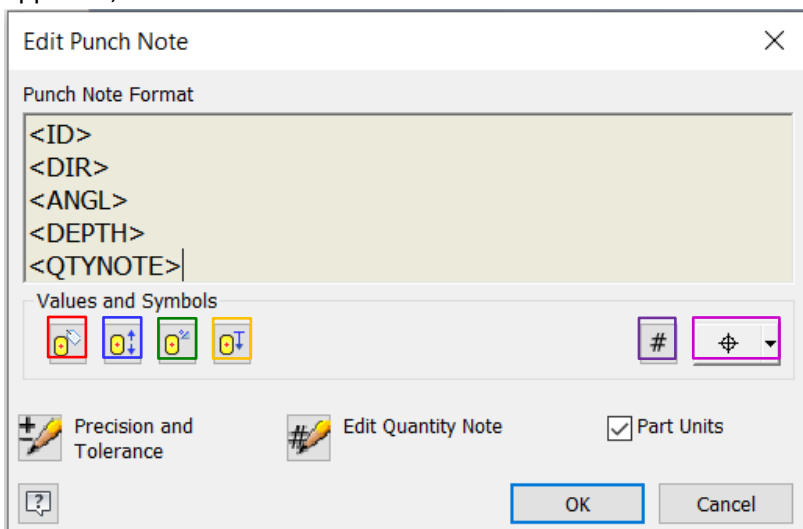 Edit Punch Note
Punch Note Format
<ID>
<DIR>
<ANGL>
<DEPTH>
<QTYNOTE>
Values and Symbols
#
Precision and
Tolerance
Edit Quantity Note
Part Units
OK
Cancel